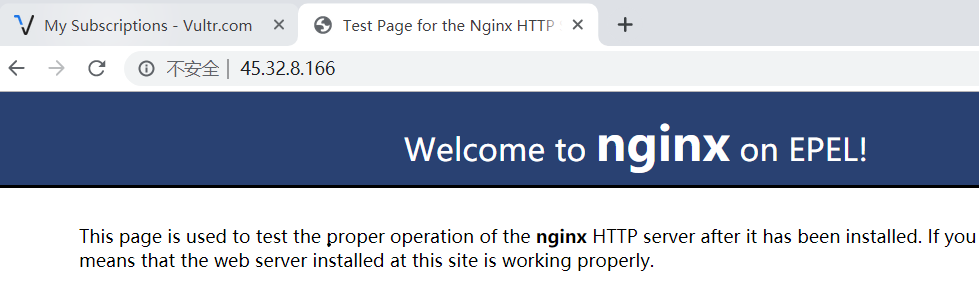 My Subscriptions - Vultr.com
Test Page for the Nginx HTTP
不安全 | 45.32.8.166
Welcome to nginx on EPEL!
This page is used to test the proper operation of the nginx HTTP server after it has been installed. If you
means that the web server installed at this site is working properly.